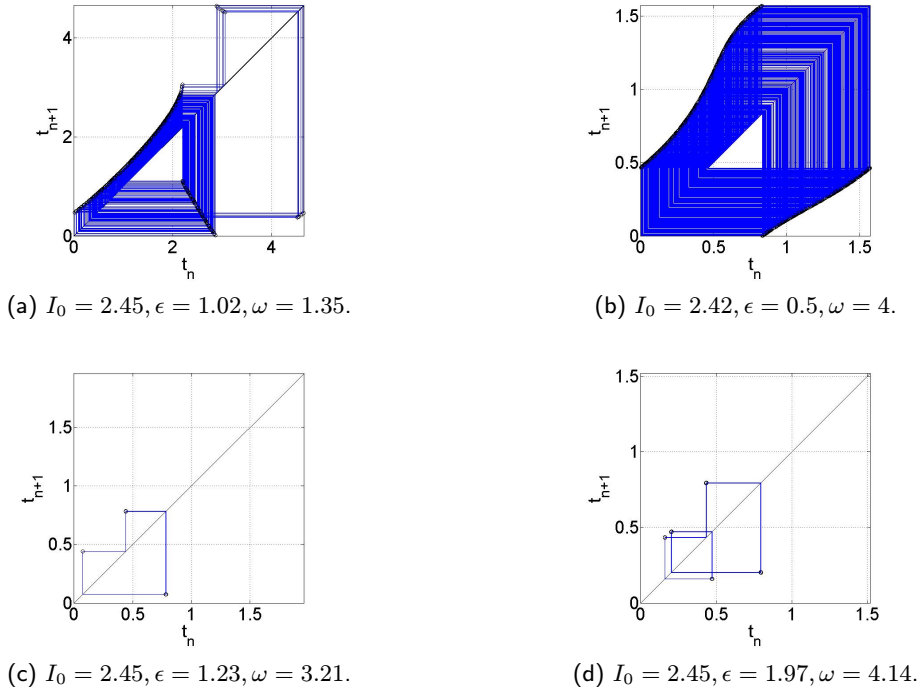 4
2
0
0
2
4
t_{n+1}
t_n
(a) I_0 = 2.45, ϵ = 1.02, ω = 1.35.
1.5
1
0.5
0
0
0.5
1
1.5
t_{n+1}
t_n
(b) I_0 = 2.42, ϵ = 0.5, ω = 4.
1.5
1
0.5
0
0
0.5
1
1.5
t_{n+1}
t_n
(c) I_0 = 2.45, ϵ = 1.23, ω = 3.21.
1.5
1
0.5
0
0
0.5
1
1.5
t_{n+1}
t_n
(d) I_0 = 2.45, ϵ = 1.97, ω = 4.14.